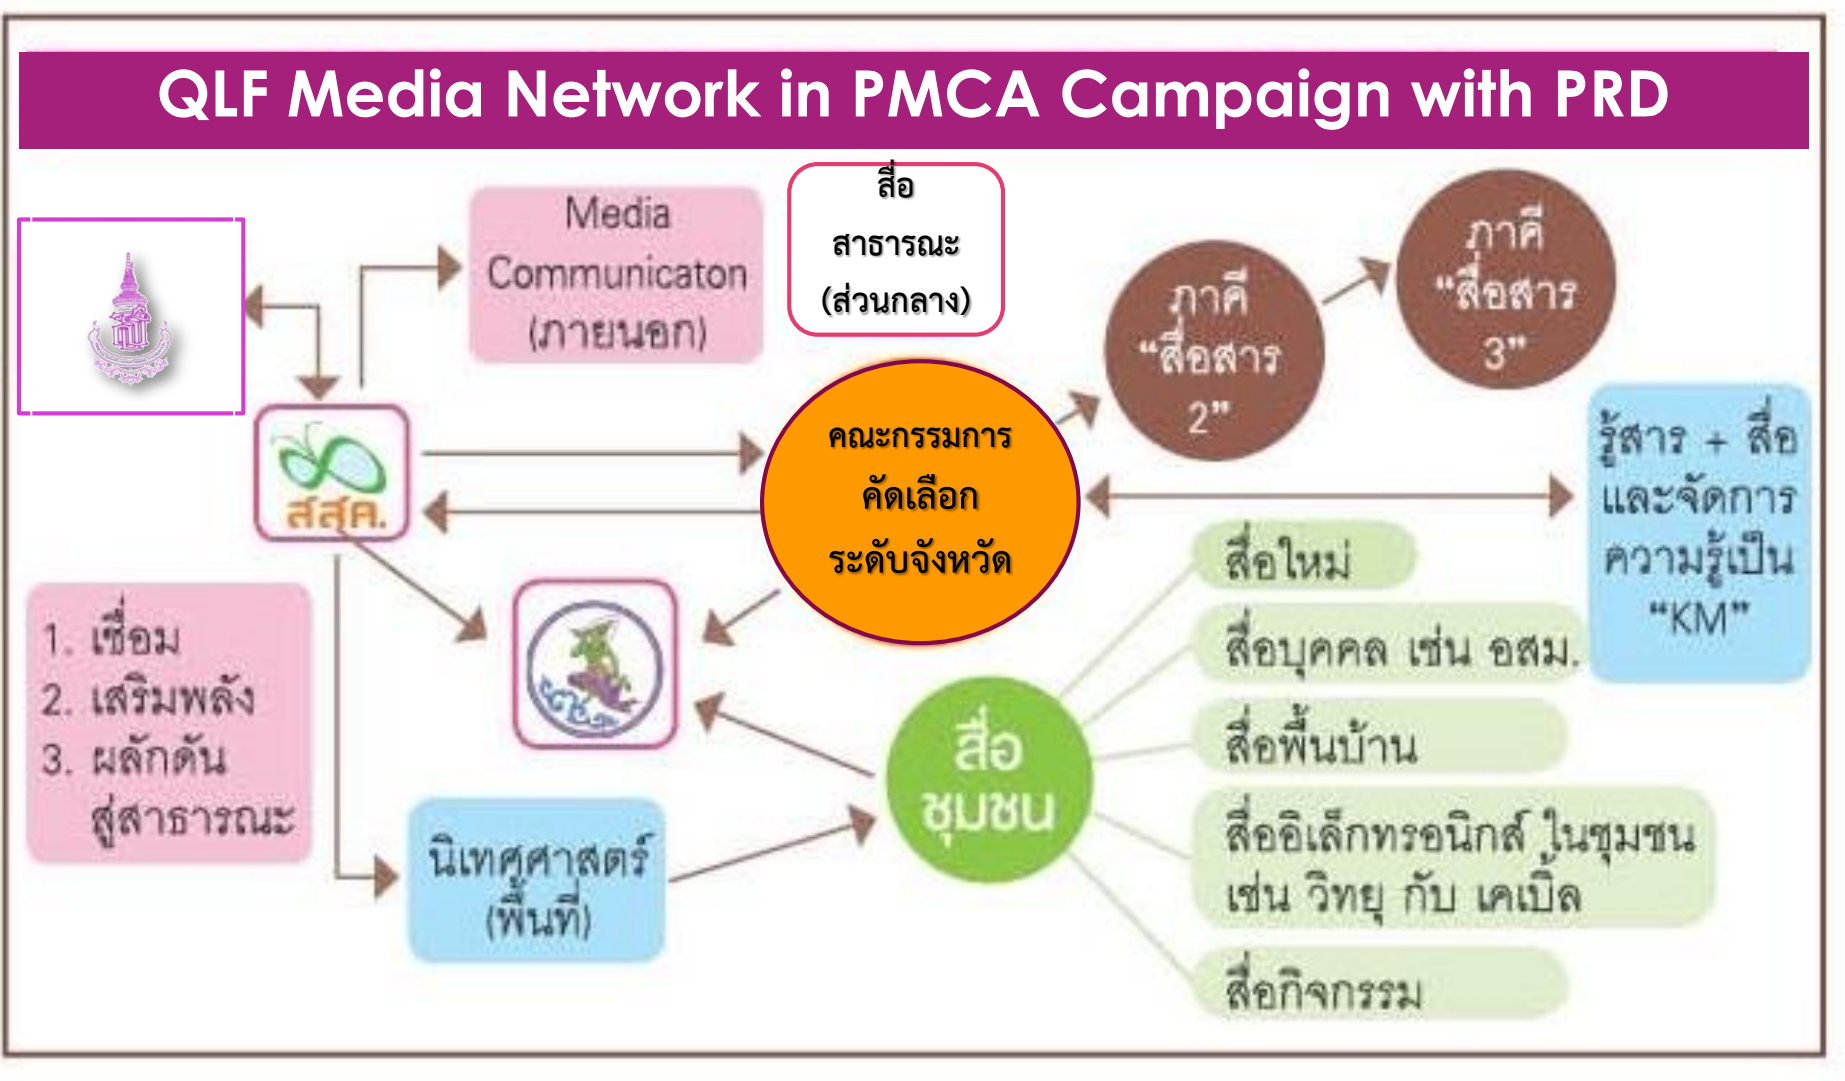 QLF Media Network in PMCA Campaign with PRD
Media
Communicaton
(ภายนอก)
สื่อ
สาธารณะ
(ส่วนกลาง)
ภาคี
“สื่อสาร
2”
ภาคี
“สื่อสาร
3”
สสค.
คณะกรรมการ
คัดเลือก
ระดับจังหวัด
รู้สาร + สื่อ
และจัดการ
ความรู้เป็น
“KM”
1. เชื่อม
2. เสริมพลัง
3. ผลักดัน
สู่สาธารณะ
นิเทศศาสตร์
(พื้นที่)
สื่อ
ชุมชน
สื่อใหม่
สื่อบุคคล เช่น อสม.
สื่อพื้นบ้าน
สื่ออิเล็กทรอนิกส์ ในชุมชน
เช่น วิทยุ กับ เคเบิ้ล
สื่อกิจกรรม